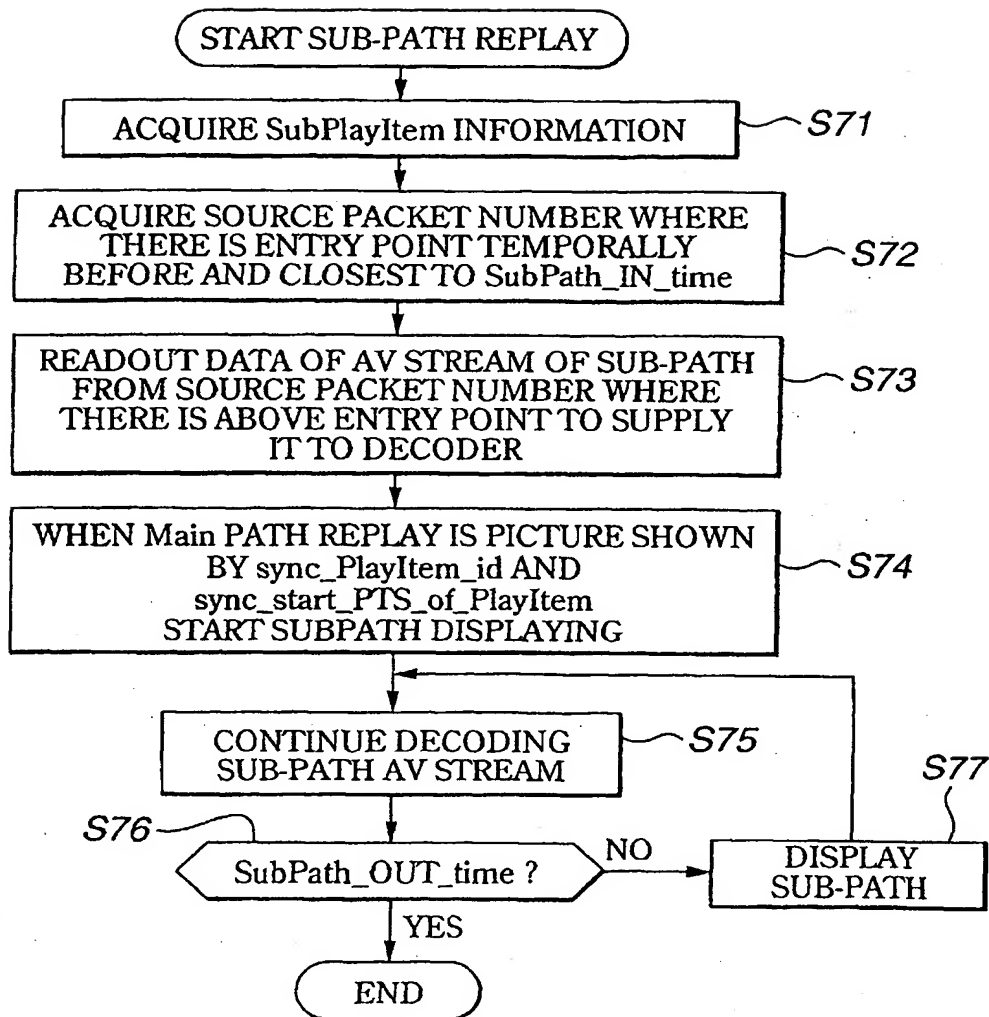 START SUB-PATH REPLAY
ACQUIRE SubPlayItem INFORMATION
S71
ACQUIRE SOURCE PACKET NUMBER WHERE
THERE IS ENTRY POINT TEMPORALLY
BEFORE AND CLOSEST TO SubPath_IN_time
S72
READOUT DATA OF AV STREAM OF SUB-PATH
FROM SOURCE PACKET NUMBER WHERE
THERE IS ABOVE ENTRY POINT TO SUPPLY
IT TO DECODER
S73
WHEN Main PATH REPLAY IS PICTURE SHOWN
BY sync_PlayItem_id AND
sync_start_PTS_of_PlayItem
START SUBPATH DISPLAYING
S74
CONTINUE DECODING
SUB-PATH AV STREAM
S75
S76
SubPath_OUT_time ?
NO
S77
DISPLAY
SUB-PATH
YES
END